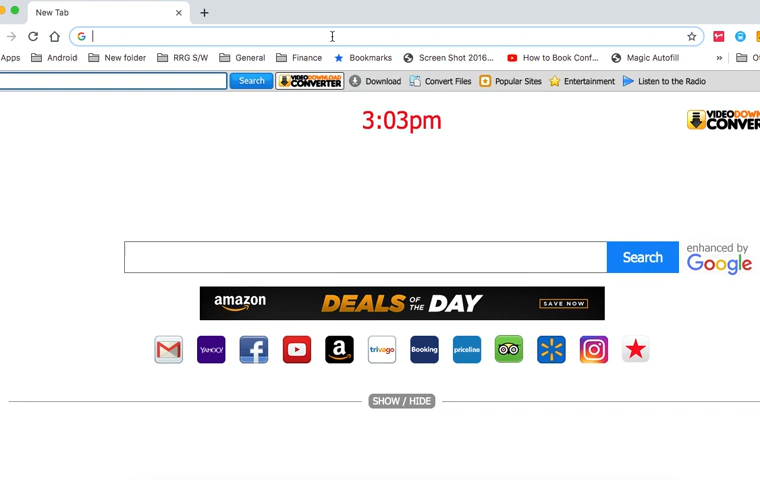 New Tab
Apps Android New folder RRG S/W General Finance Bookmarks Screen Shot 2016... How to Book Conf... Magic Autofill »
Search VIDEO DOWNLOAD CONVERTER Download Convert Files Popular Sites Entertainment Listen to the Radio
3:03pm
CONVER
Search
enhanced by
Google
amazon DEALS OF THE DAY SAVE NOW
YAHOO! trivago Booking priceline
SHOW / HIDE